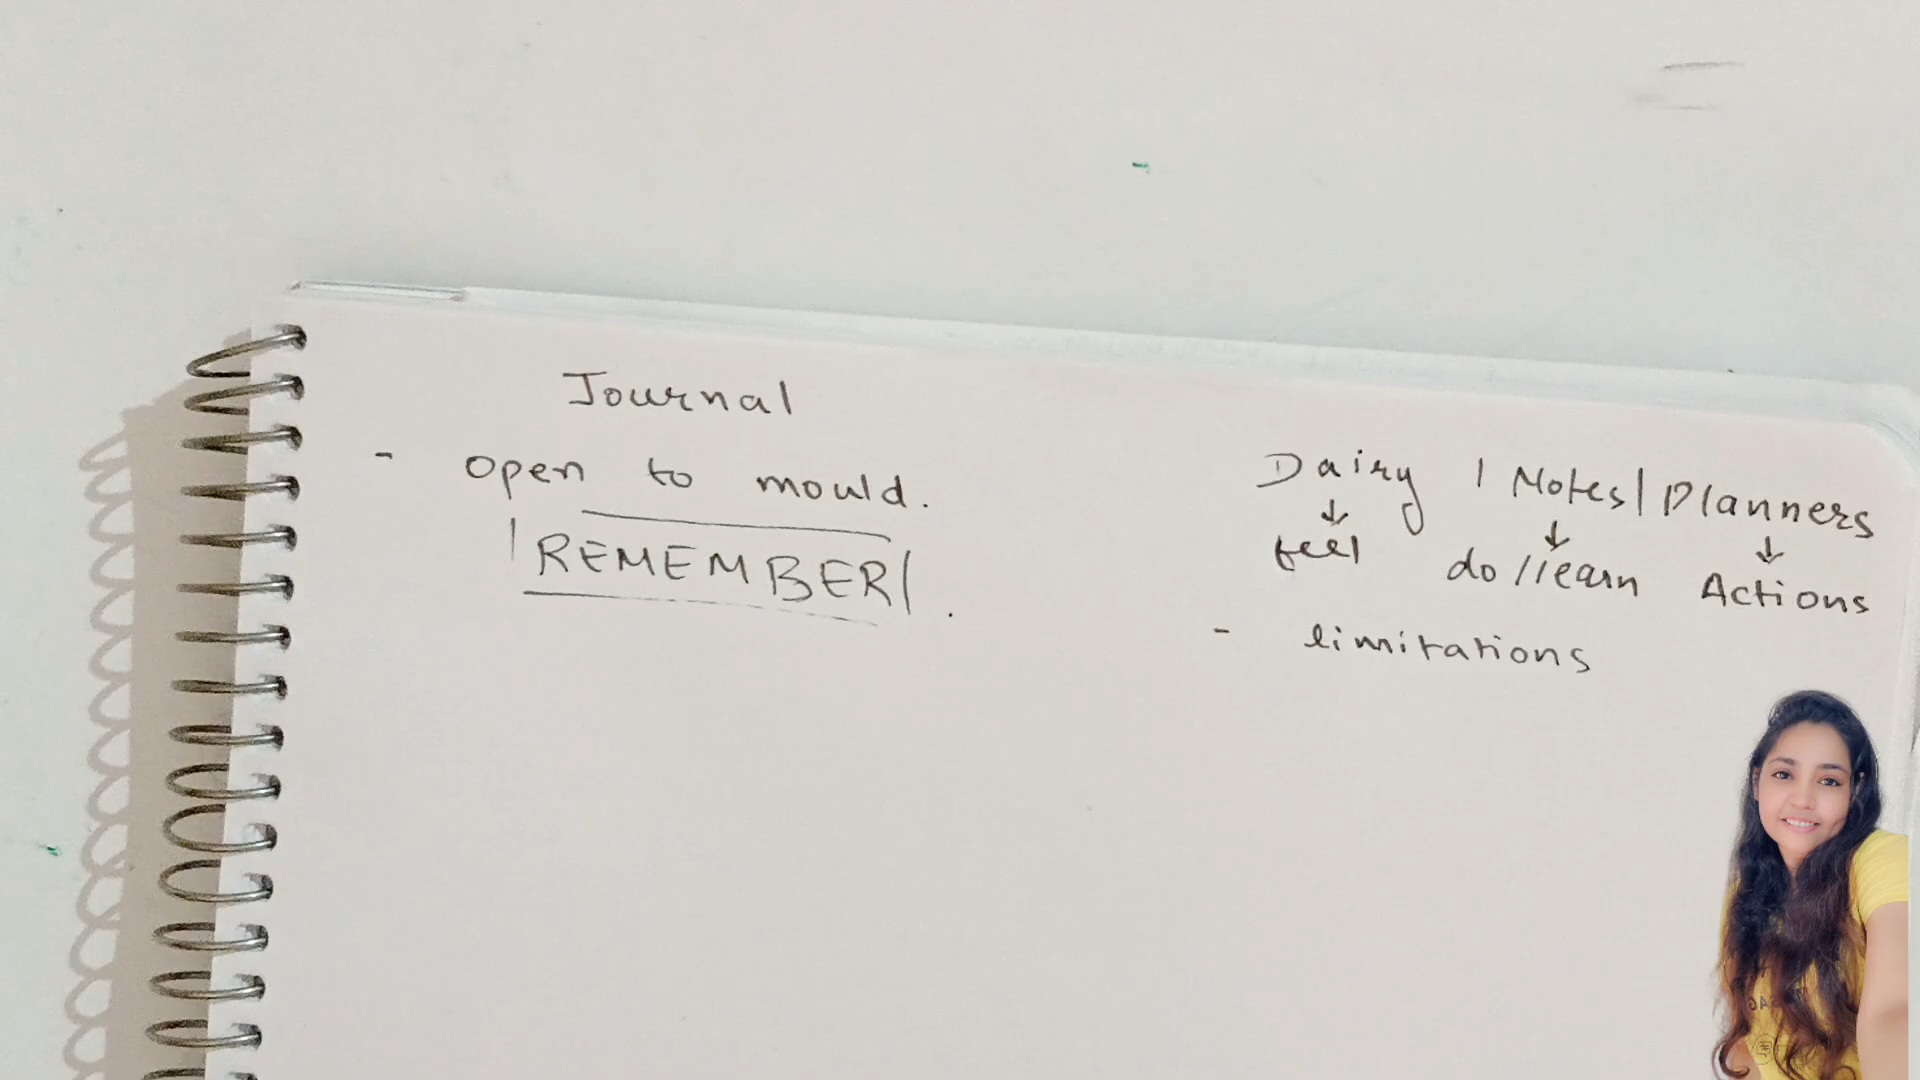 Journal
- open to mould.
|REMEMBER|.
Dairy | Notes | Planners
↓ ↓ ↓
feel do / learn Actions
- limitations